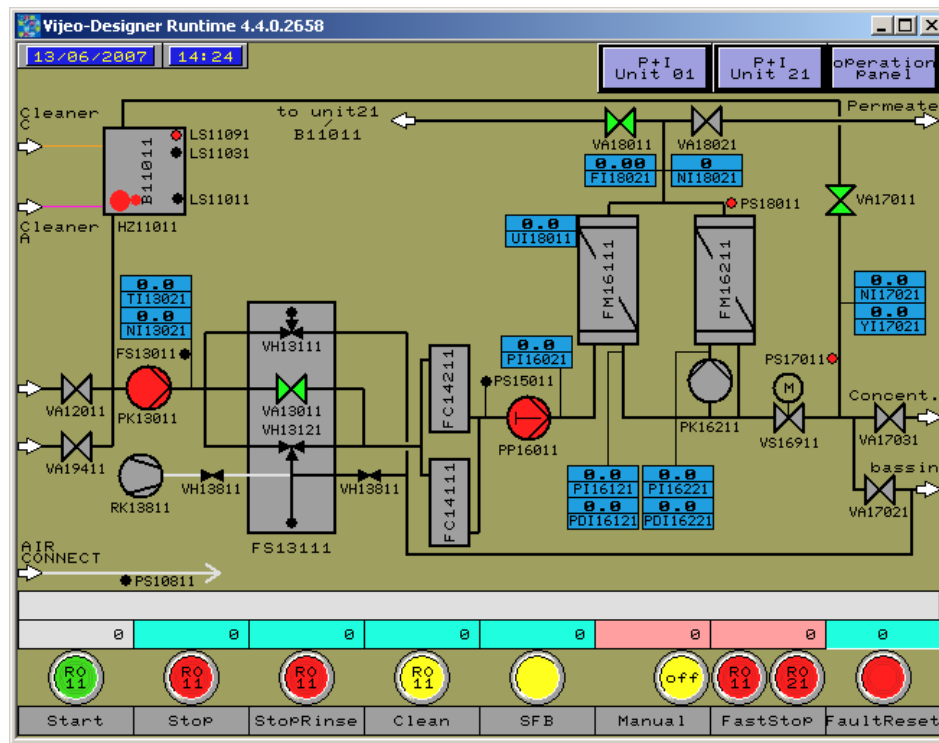 Vijeo-Designer Runtime 4.4.0.2658
13/06/2007
14:24
P+I
Unit 01
P+I
Unit 21
operation
Panel
Cleaner
C
to unit21
B11011
Permeate
LS11091
LS11031
B11011
LS11011
VA18011
VA18021
0.00
FI18021
0
NI18021
Cleaner
A
HZ11011
PS18011
VA17011
0.0
UI18011
FM16111
FM16211
0.0
TI13021
0.0
NI13021
0.0
NI17021
0.0
YI17021
FS13011
VH13111
0.0
PI16021
PS17011
M
FC14211
PS15011
VA12011
PK13011
VA13011
VH13121
PP16011
PK16211
VS16911
Concent.
VA17031
VA19411
bassin
RK13811
VH13811
VH13811
FC14111
0.0
PI16121
0.0
PDI16121
0.0
PI16221
0.0
PDI16221
VA17021
FS13111
AIR
CONNECT
PS10811
0
0
0
0
0
0
0
0
RO
11
RO
11
RO
11
RO
11
off
RO
11
RO
21
Start
Stop
StopRinse
Clean
SFB
Manual
FastStop
FaultReset